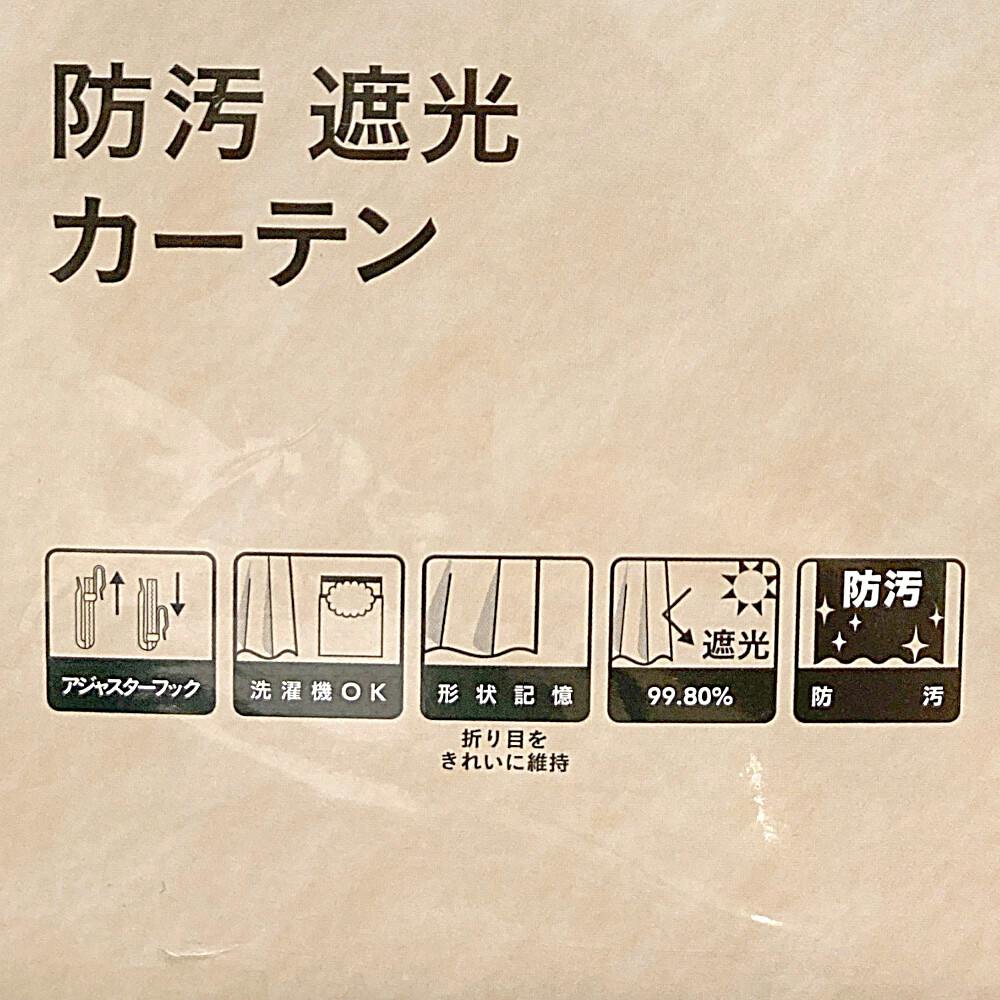 防汚 遮光
カーテン
アジャスターフック
洗濯機OK
形状記憶
折り目を
きれいに維持
遮光
99.80%
防汚
防汚